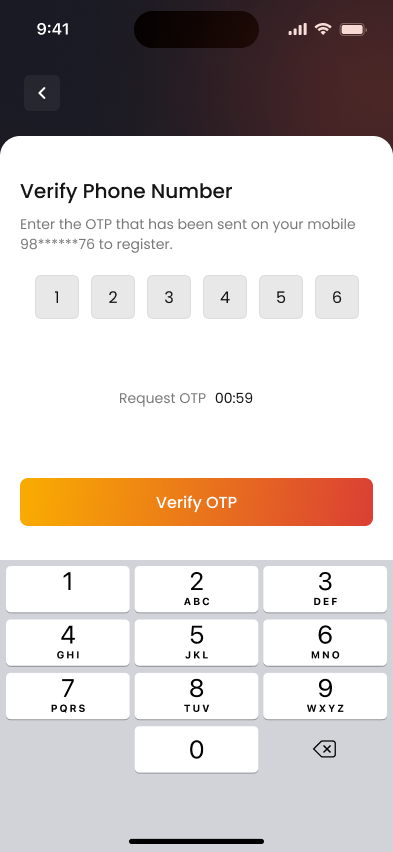 9:41
Verify Phone Number
Enter the OTP that has been sent on your mobile
98******76 to register.
1 2 3 4 5 6
Request OTP 00:59
Verify OTP
1 2 3
ABC DEF
4 5 6
GHI JKL MNO
7 8 9
PQRS TUV WXYZ
0